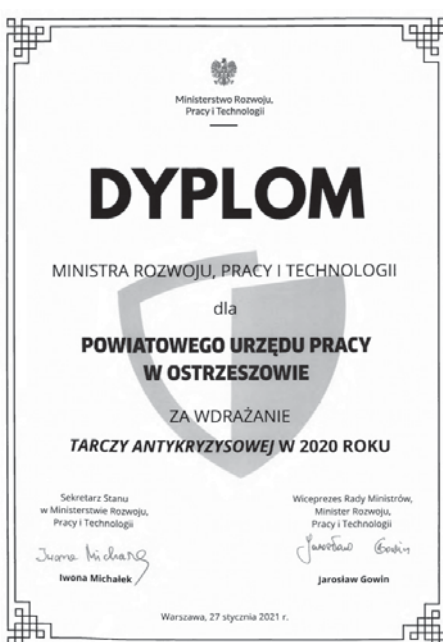 Ministerstwo Rozwoju,
Pracy i Technologii
DYPLOM
MINISTRA ROZWOJU, PRACY I TECHNOLOGII
dla
POWIATOWEGO URZĘDU PRACY
W OSTRZESZOWIE
ZA WDRAŻANIE
TARCZY ANTYKRYZYSOWEJ W 2020 ROKU
Sekretarz Stanu
w Ministerstwie Rozwoju,
Pracy i Technologii
Iwona Michałek
Iwona Michałek
Wiceprezes Rady Ministrów,
Minister Rozwoju,
Pracy i Technologii
Jarosław Gowin
Jarosław Gowin
Warszawa, 27 stycznia 2021 r.